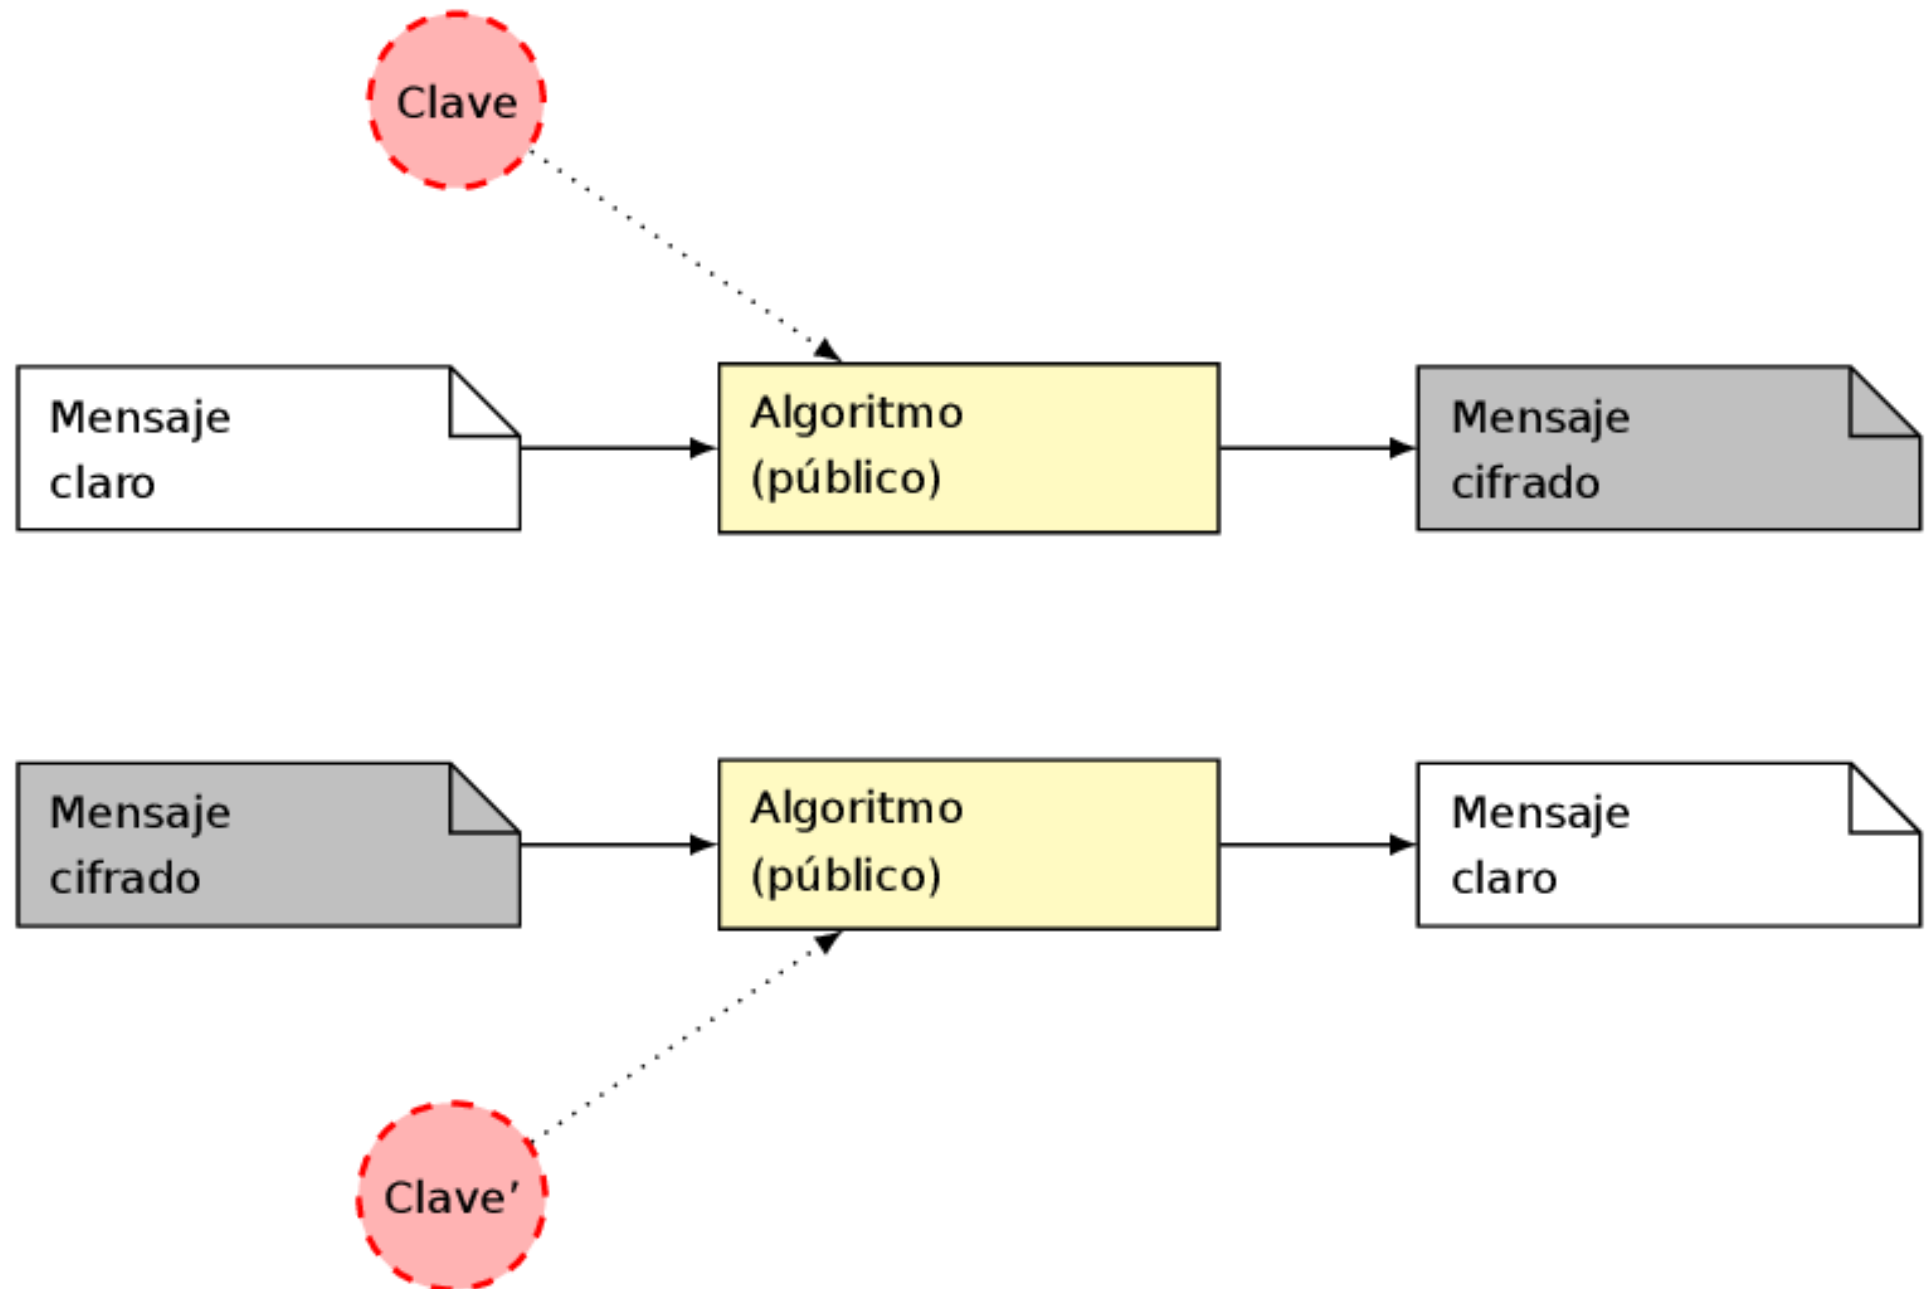 Clave
Mensaje
claro
Algoritmo
(público)
Mensaje
cifrado
Mensaje
cifrado
Algoritmo
(público)
Mensaje
claro
Clave’